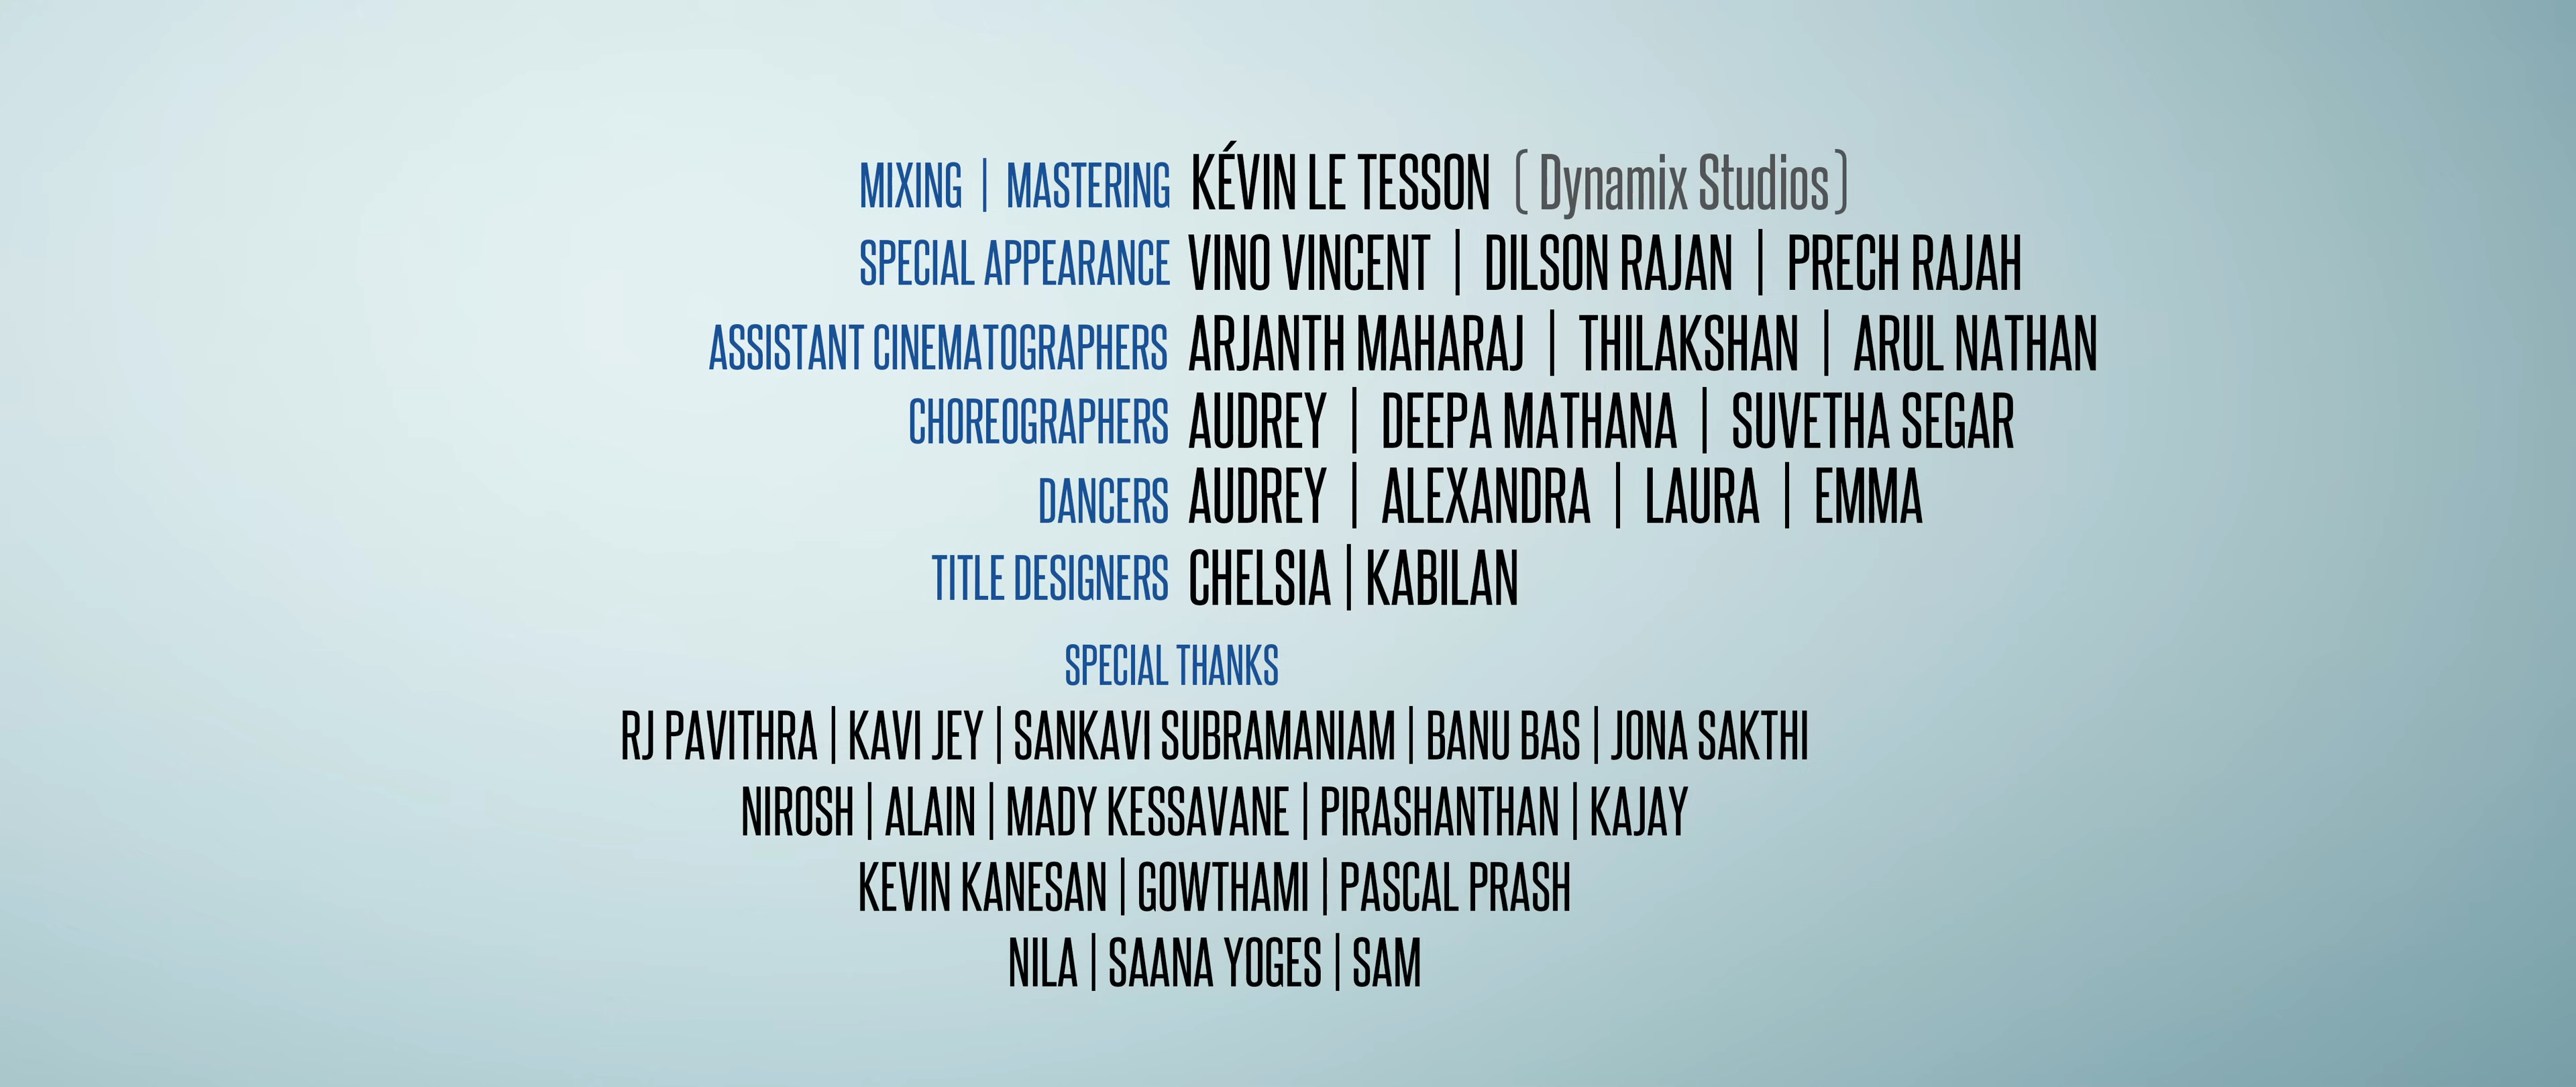 MIXING | MASTERING KÉVIN LE TESSON ( Dynamix Studios )
SPECIAL APPEARANCE VINO VINCENT | DILSON RAJAN | PRECH RAJAH
ASSISTANT CINEMATOGRAPHERS ARJANTH MAHARAJ | THILAKSHAN | ARUL NATHAN
CHOREOGRAPHERS AUDREY | DEEPA MATHANA | SUVETHA SEGAR
DANCERS AUDREY | ALEXANDRA | LAURA | EMMA
TITLE DESIGNERS CHELSIA | KABILAN
SPECIAL THANKS
RJ PAVITHRA | KAVI JEY | SANKAVI SUBRAMANIAM | BANU BAS | JONA SAKTHI
NIROSH | ALAIN | MADY KESSAVANE | PIRASHANTHAN | KAJAY
KEVIN KANESAN | GOWTHAMI | PASCAL PRASH
NILA | SAANA YOGES | SAM